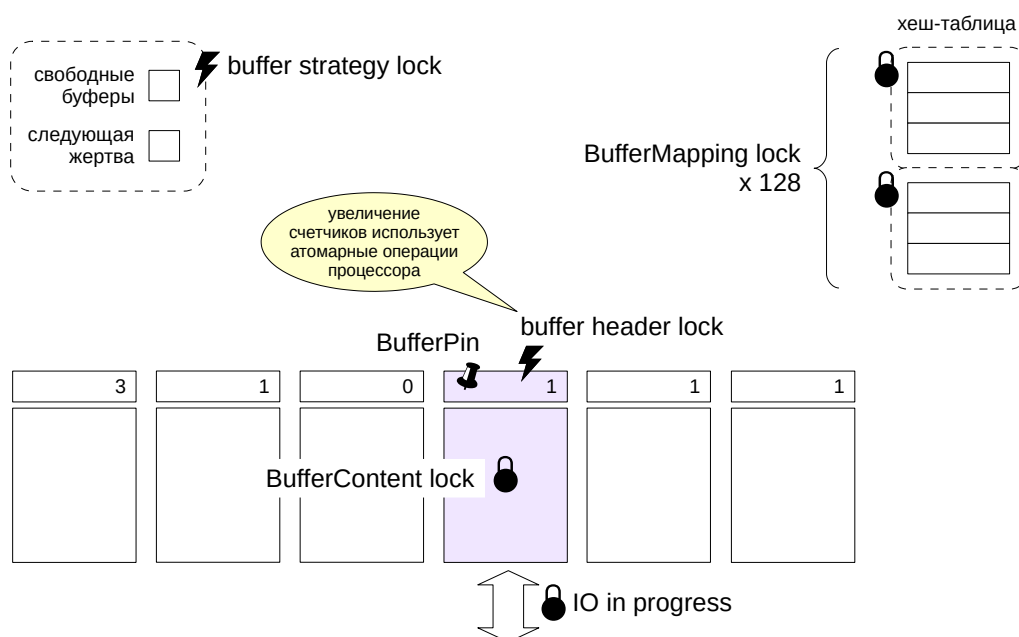 хеш-таблица
свободные
буферы
buffer strategy lock
следующая
жертва
BufferMapping lock
x 128
увеличение
счетчиков использует
атомарные операции
процессора
buffer header lock
BufferPin
3 1 0 1 1 1
BufferContent lock
IO in progress